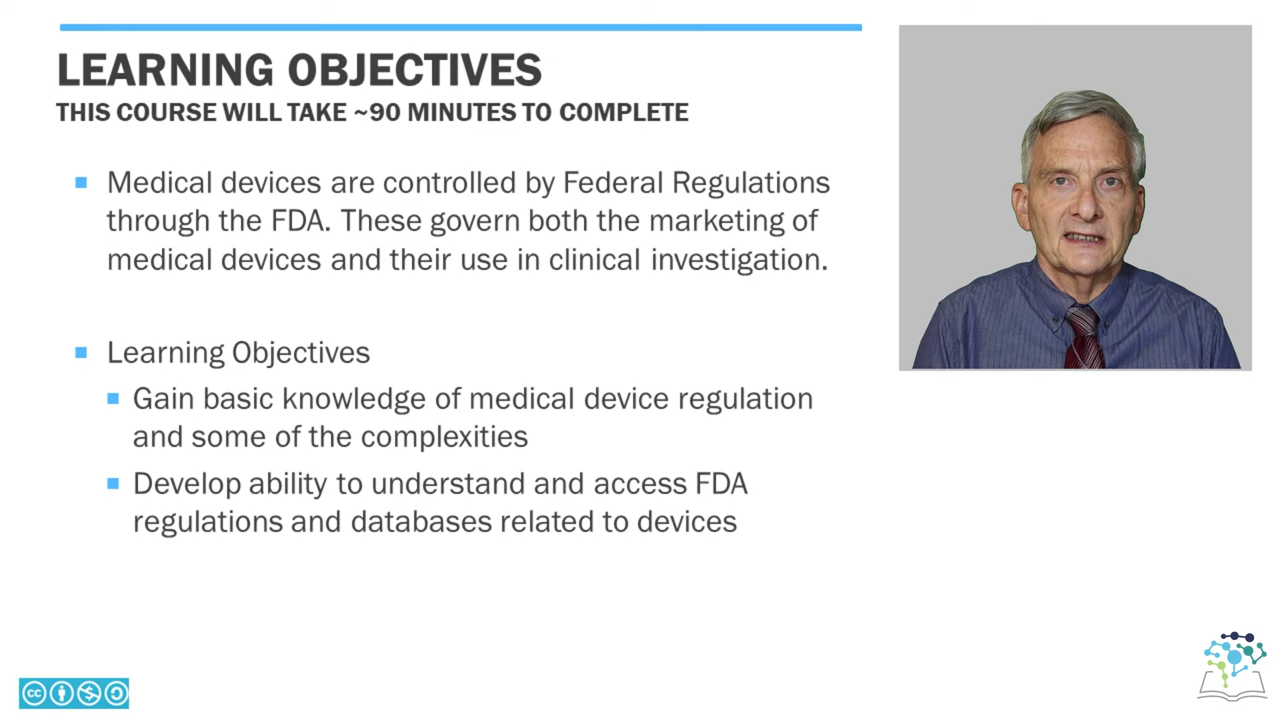 LEARNING OBJECTIVES
THIS COURSE WILL TAKE ~90 MINUTES TO COMPLETE
Medical devices are controlled by Federal Regulations
through the FDA. These govern both the marketing of
medical devices and their use in clinical investigation.
Learning Objectives
Gain basic knowledge of medical device regulation
and some of the complexities
Develop ability to understand and access FDA
regulations and databases related to devices
cc